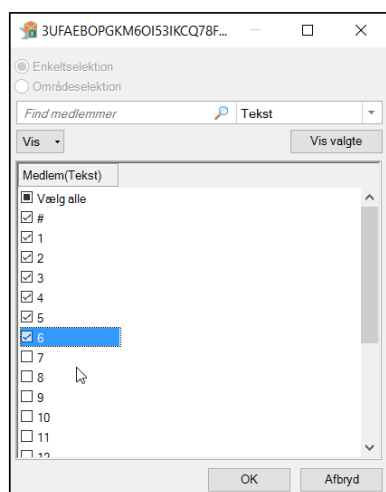 3UFAEBOPGKM6OI53IKCQ78F...
Enkeltselektion
Områdeselektion
Find medlemmer
Tekst
Vis
Vis valgte
Medlem(Tekst)
Vælg alle
#
1
2
3
4
5
6
7
8
9
10
11
12
OK
Afbryd